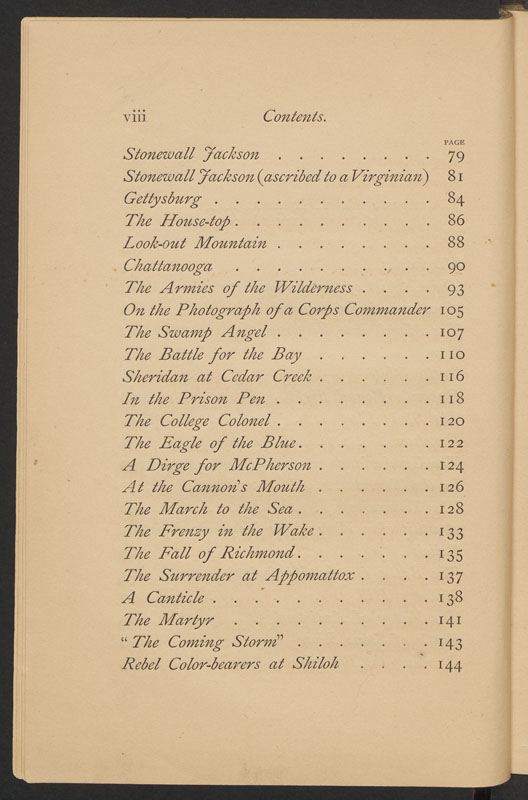 viii Contents.
PAGE
Stonewall Jackson . . . . . . . . 79
Stonewall Jackson (ascribed to a Virginian) 81
Gettysburg . . . . . . . . . . . 84
The House-top . . . . . . . . . . 86
Look-out Mountain . . . . . . . . 88
Chattanooga . . . . . . . . . . 90
The Armies of the Wilderness . . . . 93
On the Photograph of a Corps Commander 105
The Swamp Angel . . . . . . . . 107
The Battle for the Bay . . . . . . 110
Sheridan at Cedar Creek . . . . . . 116
In the Prison Pen . . . . . . . . 118
The College Colonel . . . . . . . . 120
The Eagle of the Blue . . . . . . . 122
A Dirge for McPherson . . . . . . 124
At the Cannon's Mouth . . . . . . 126
The March to the Sea . . . . . . . 128
The Frenzy in the Wake . . . . . . 133
The Fall of Richmond . . . . . . . 135
The Surrender at Appomattox . . . . 137
A Canticle . . . . . . . . . . . 138
The Martyr . . . . . . . . . . 141
"The Coming Storm" . . . . . . . 143
Rebel Color-bearers at Shiloh . . . . 144